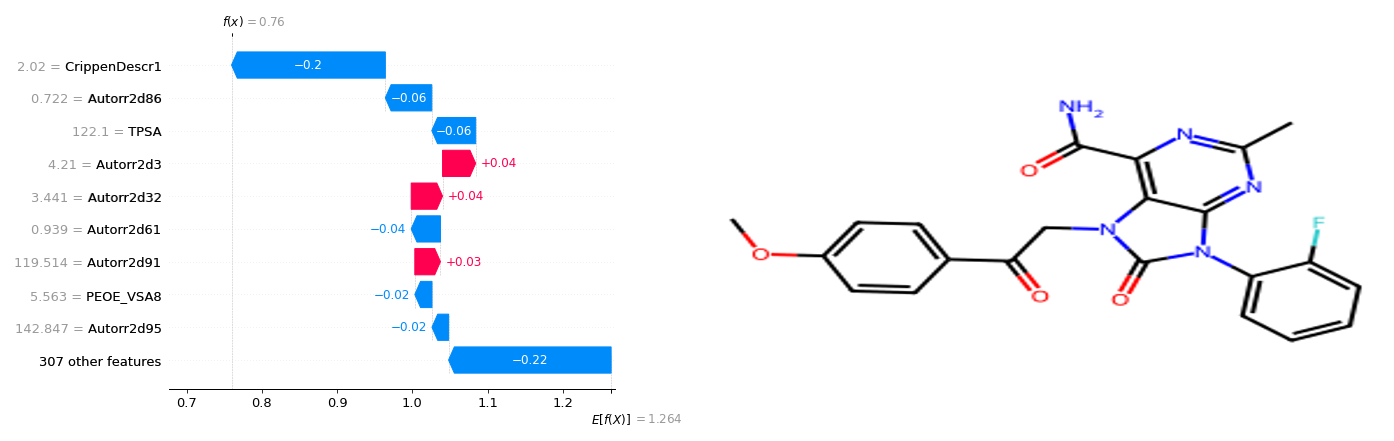 f(x) = 0.76
2.02 = CrippenDescr1
−0.2
0.722 = Autorr2d86
−0.06
122.1 = TPSA
−0.06
4.21 = Autorr2d3
+0.04
3.441 = Autorr2d32
+0.04
0.939 = Autorr2d61
−0.04
119.514 = Autorr2d91
+0.03
5.563 = PEOE_VSA8
−0.02
142.847 = Autorr2d95
−0.02
307 other features
−0.22
0.7 0.8 0.9 1.0 1.1 1.2
E[f(X)] = 1.264
NH2
O
N
N
F
N
N
O
O
O